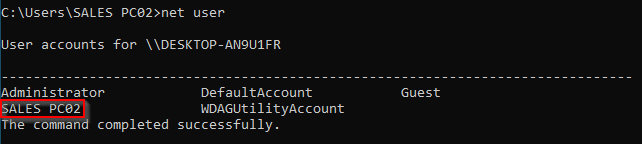 C:\Users\SALES PC02>net user
User accounts for \\DESKTOP-AN9U1FR
-------------------------------------------------------------------------------
Administrator            DefaultAccount           Guest
SALES PC02               WDAGUtilityAccount
The command completed successfully.